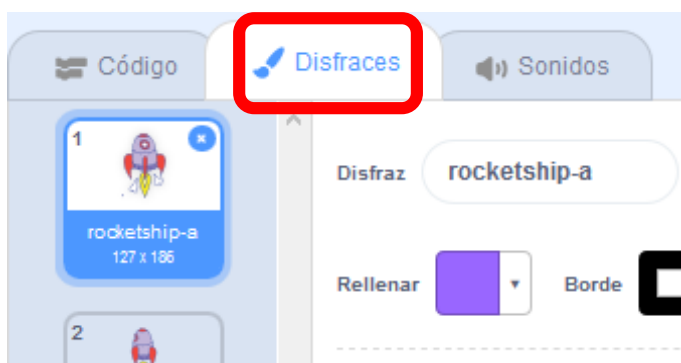 Código
Disfraces
Sonidos
1
rocketship-a
127 x 186
2
Disfraz
rocketship-a
Rellenar
Borde